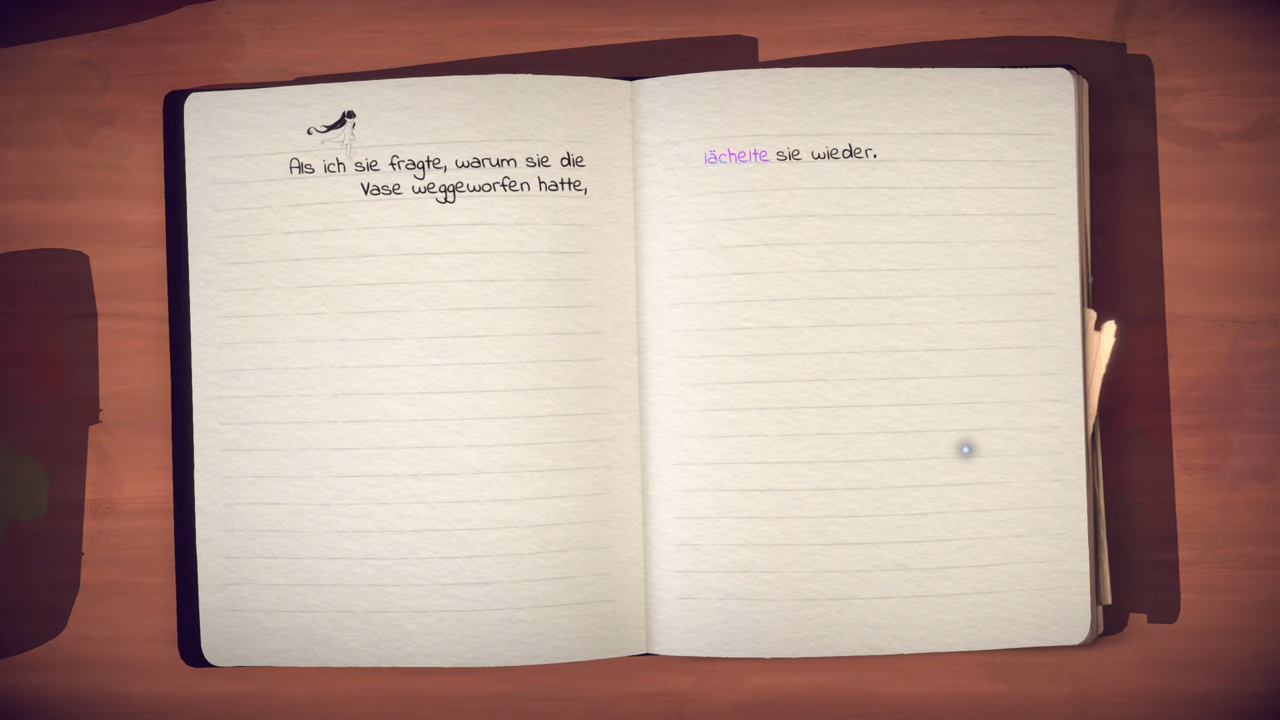 Als ich sie fragte, warum sie die
Vase weggeworfen hatte,
lächelte sie wieder.